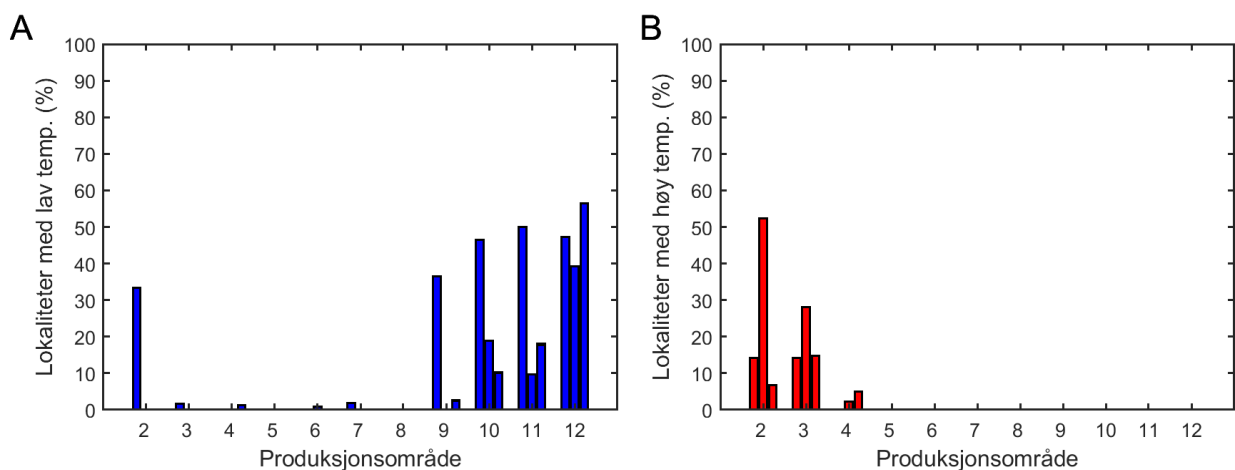 A
Lokaliteter med lav temp. (%)
100
90
80
70
60
50
40
30
20
10
0
2 3 4 5 6 7 8 9 10 11 12
Produksjonsområde
B
Lokaliteter med høy temp. (%)
100
90
80
70
60
50
40
30
20
10
0
2 3 4 5 6 7 8 9 10 11 12
Produksjonsområde